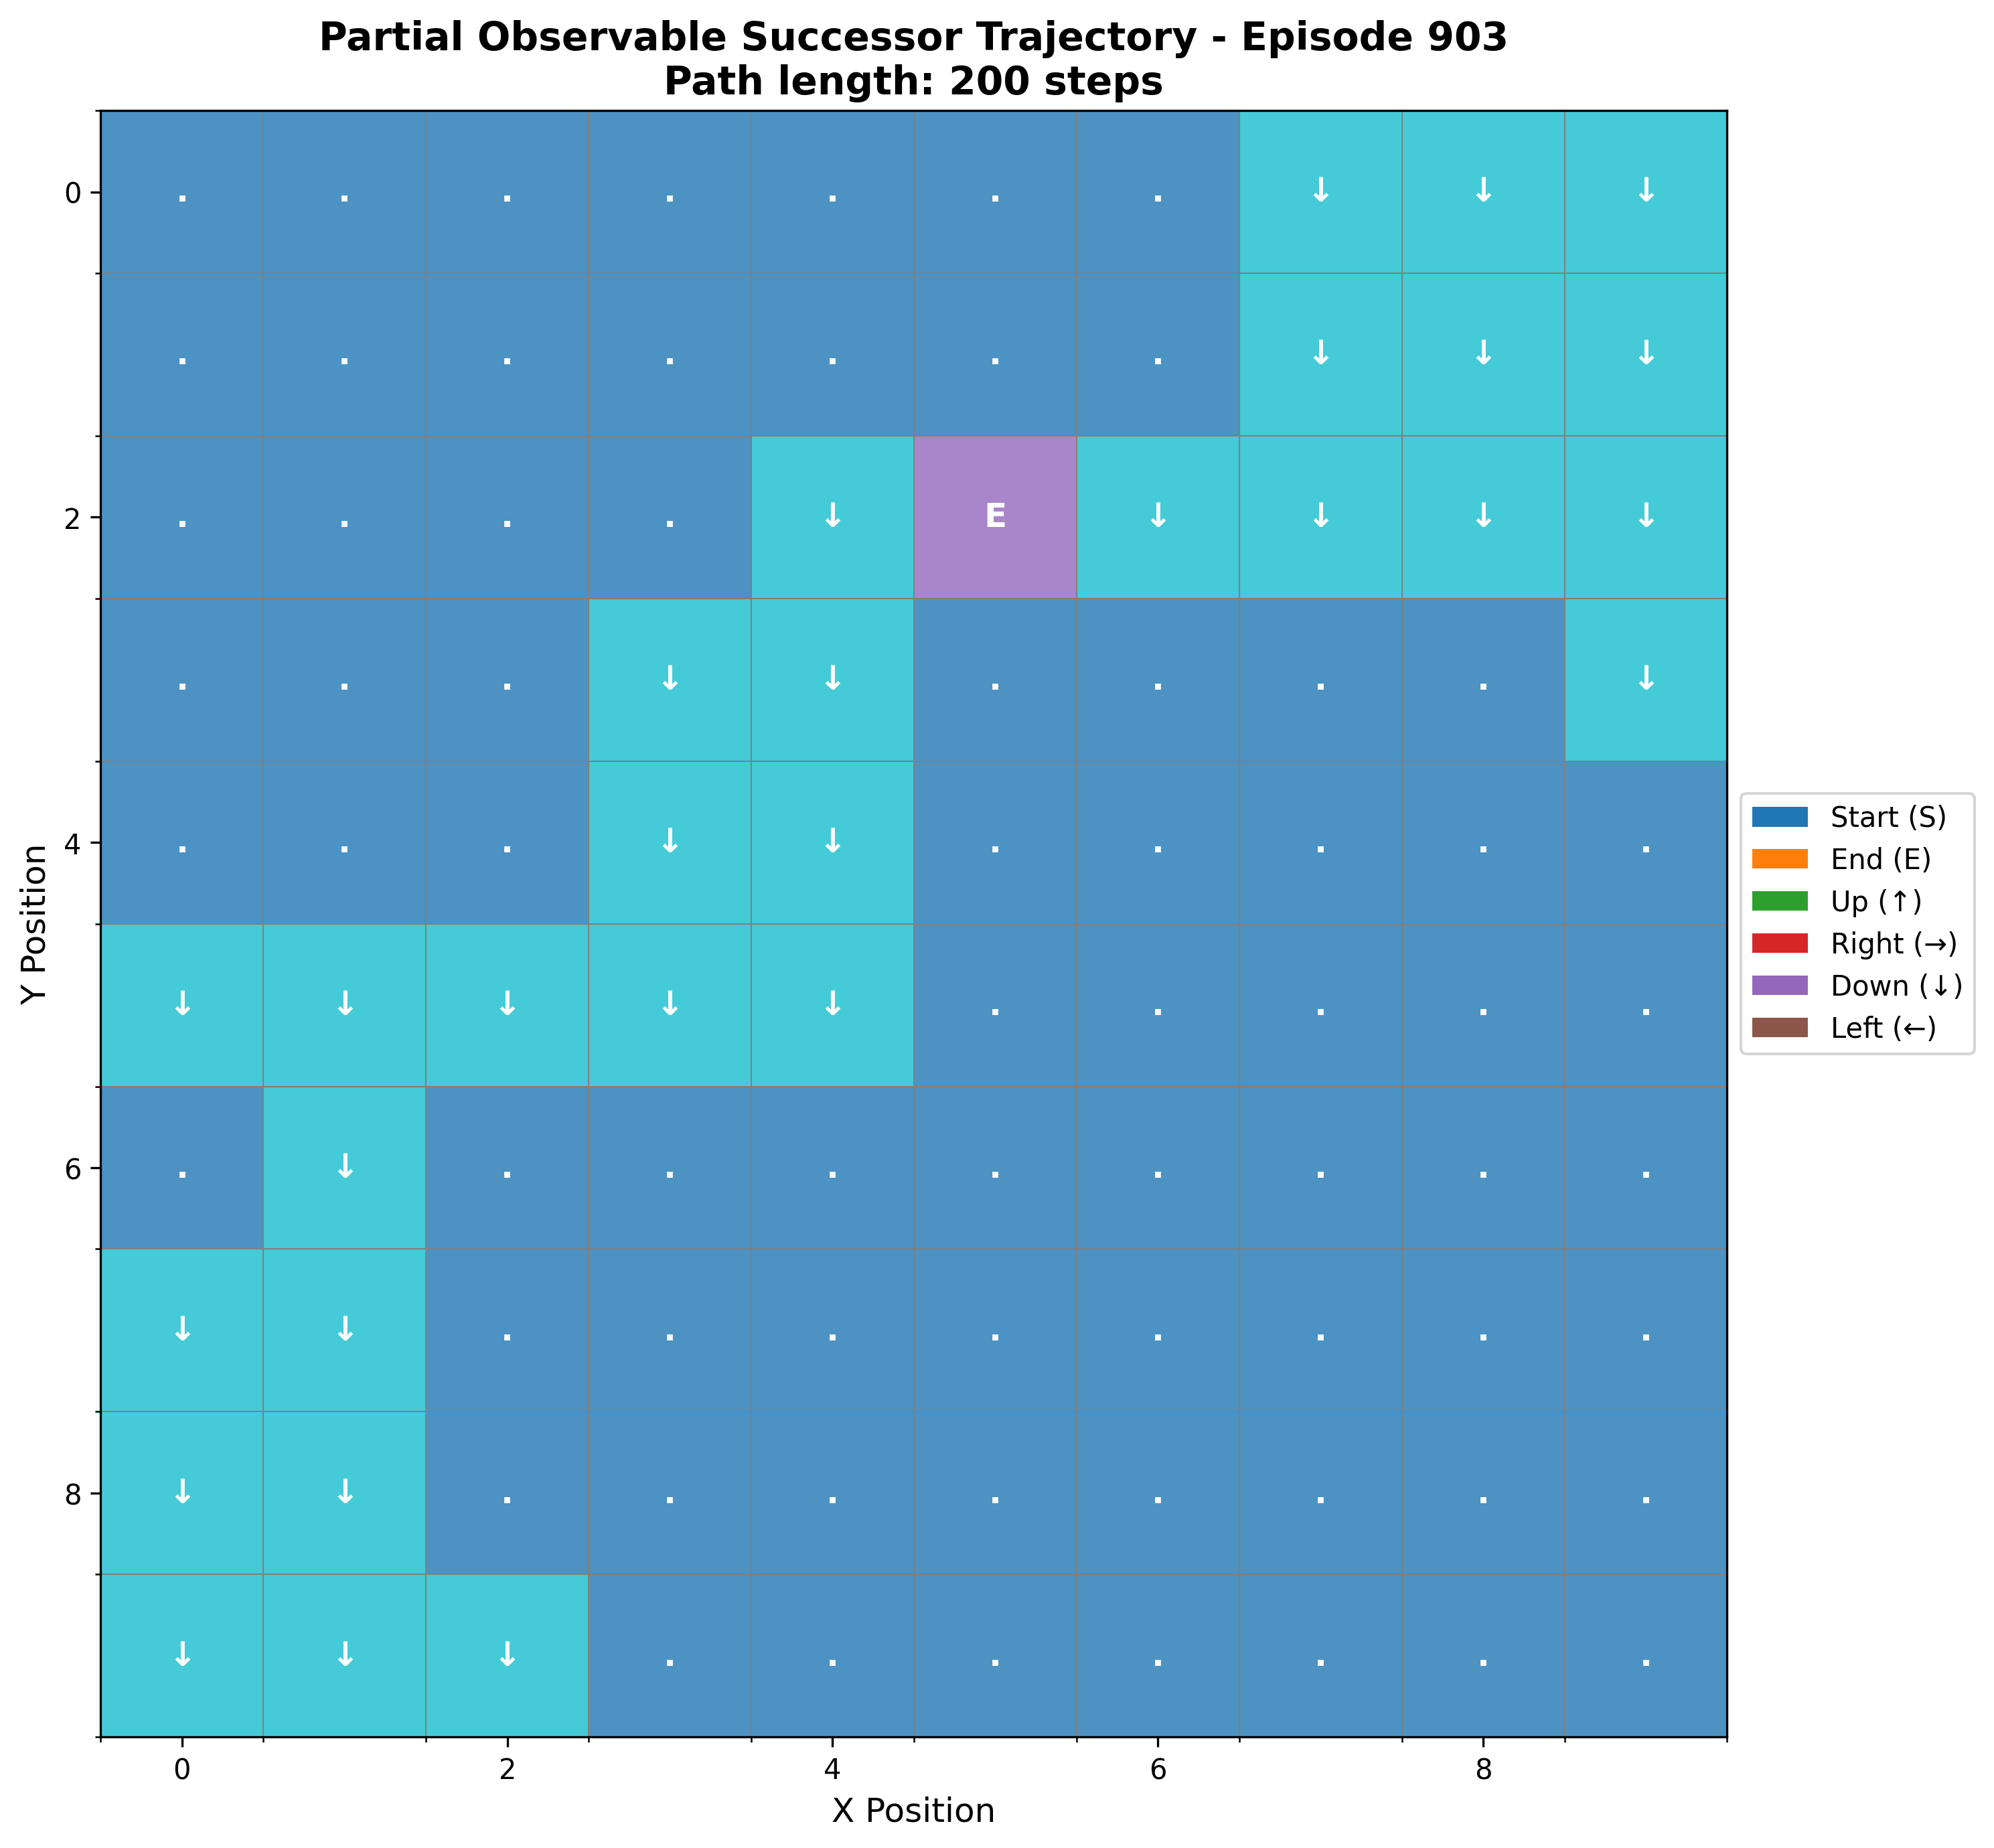 Partial Observable Successor Trajectory - Episode 903
Path length: 200 steps
0 . . . . . . . ↓ ↓ ↓
. . . . . . . ↓ ↓ ↓
2 . . . . ↓ E ↓ ↓ ↓ ↓
. . . ↓ ↓ . . . . ↓
4 . . . ↓ ↓ . . . . .
↓ ↓ ↓ ↓ ↓ . . . . .
6 . ↓ . . . . . . . .
↓ ↓ . . . . . . . .
8 ↓ ↓ . . . . . . . .
↓ ↓ ↓ . . . . . . .
0 2 4 6 8
X Position
Y Position
Start (S)
End (E)
Up (↑)
Right (→)
Down (↓)
Left (←)